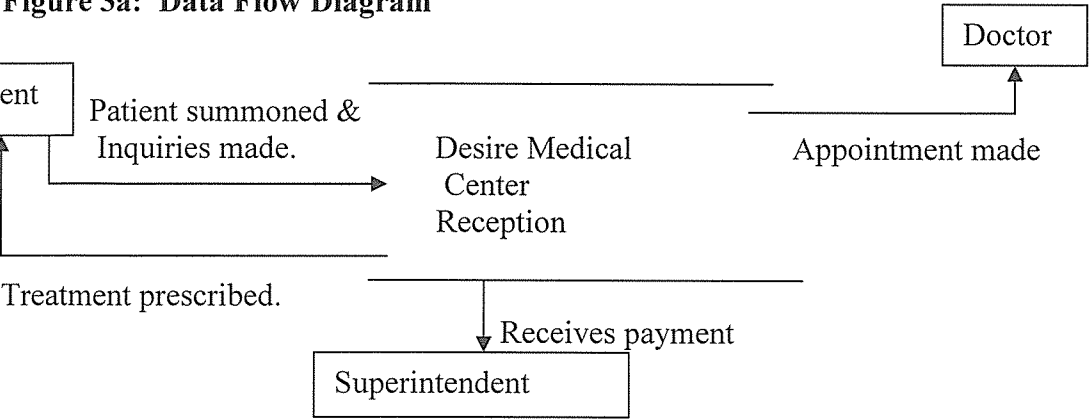 Figure 3a: Data Flow Diagram
Doctor
ent
Patient summoned &
Inquiries made.
Desire Medical
Center
Reception
Appointment made
Treatment prescribed.
Receives payment
Superintendent